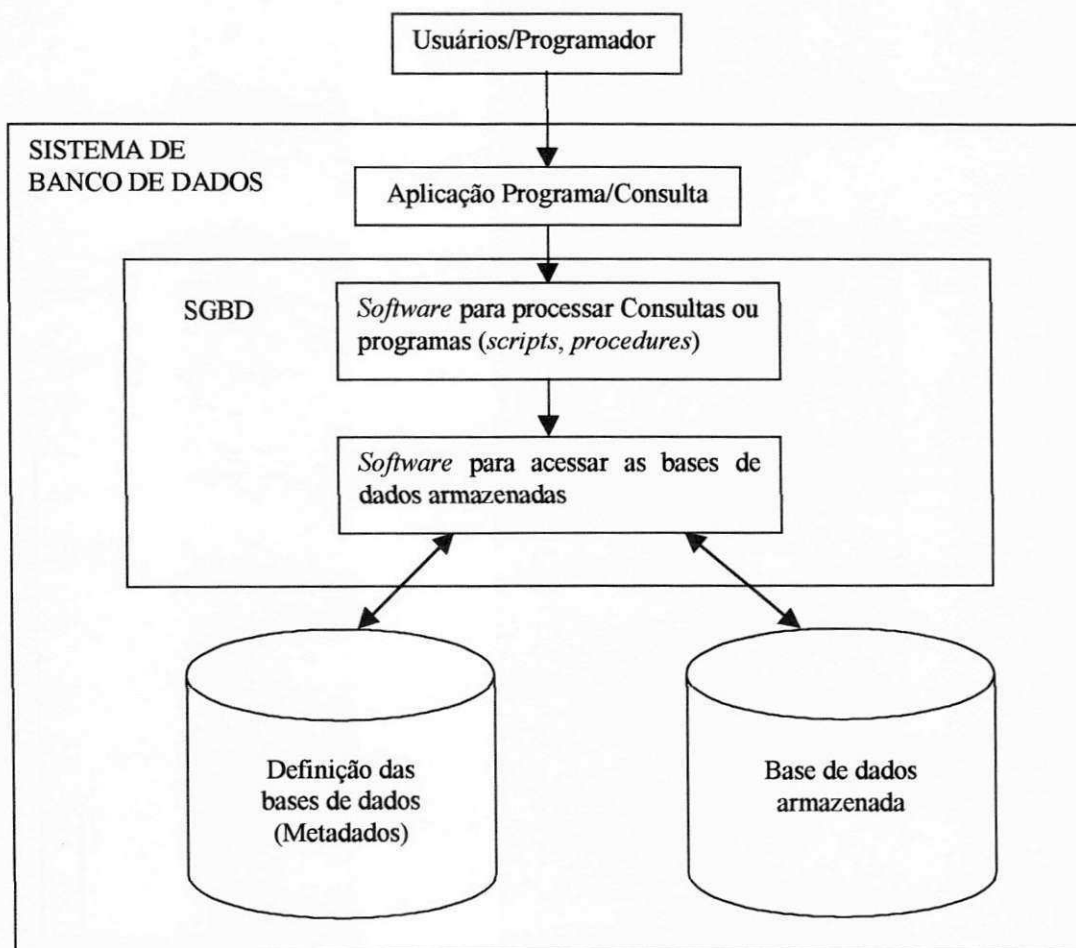 Usuários/Programador
SISTEMA DE
BANCO DE DADOS
Aplicação Programa/Consulta
SGBD
Software para processar Consultas ou
programas (scripts, procedures)
Software para acessar as bases de
dados armazenadas
Definição das
bases de dados
(Metadados)
Base de dados
armazenada